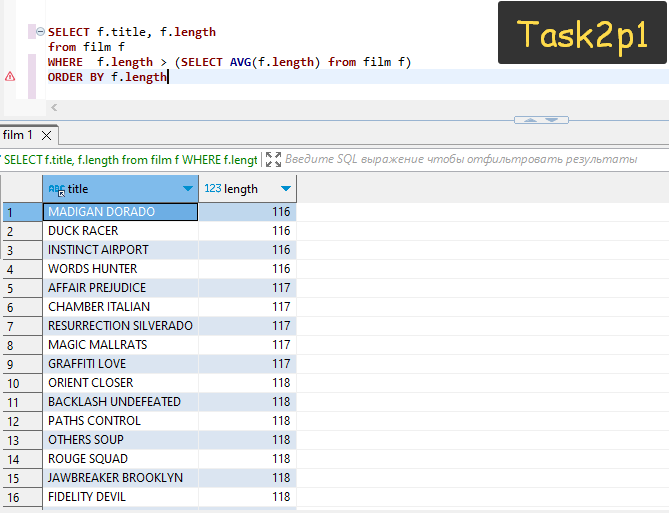 Task2p1
SELECT f.title, f.length
from film f
WHERE  f.length > (SELECT AVG(f.length) from film f)
ORDER BY f.length
film 1
SELECT f.title, f.length from film f WHERE f.lengt
Введите SQL выражение чтобы отфильтровать результаты
ABC title 123 length
1 MADIGAN DORADO 116
2 DUCK RACER 116
3 INSTINCT AIRPORT 116
4 WORDS HUNTER 116
5 AFFAIR PREJUDICE 117
6 CHAMBER ITALIAN 117
7 RESURRECTION SILVERADO 117
8 MAGIC MALLRATS 117
9 GRAFFITI LOVE 117
10 ORIENT CLOSER 118
11 BACKLASH UNDEFEATED 118
12 PATHS CONTROL 118
13 OTHERS SOUP 118
14 ROUGE SQUAD 118
15 JAWBREAKER BROOKLYN 118
16 FIDELITY DEVIL 118